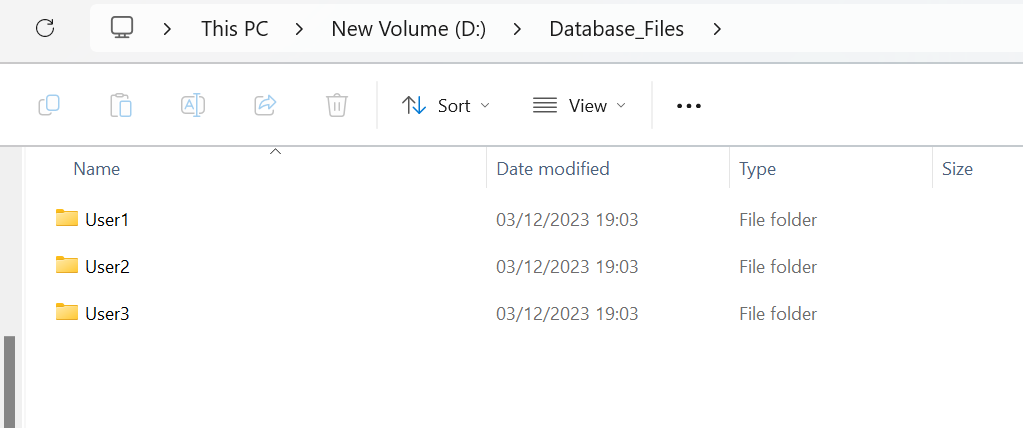 This PC > New Volume (D:) > Database_Files >
Sort View
Name Date modified Type Size
User1 03/12/2023 19:03 File folder
User2 03/12/2023 19:03 File folder
User3 03/12/2023 19:03 File folder